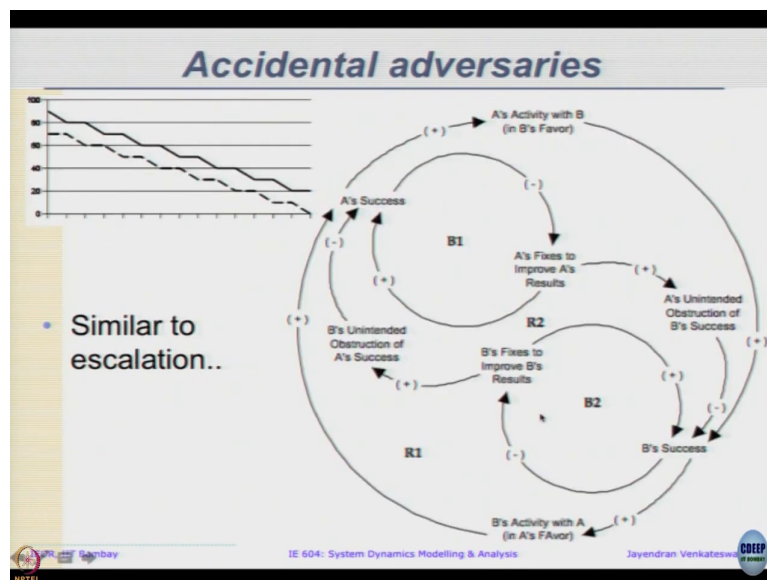 Accidental adversaries
100
80
60
40
20
0
Similar to
escalation..
A's Activity with B
(in B's Favor)
(+)
(-)
A's Success
B1
(-)
(+)
A's Fixes to
Improve A's
Results
(+)
A's Unintended
Obstruction of
B's Success
R2
(+)
B's Unintended
Obstruction of
A's Success
B's Fixes to
Improve B's
Results
(+)
(+)
(+)
B2
(-)
R1
(-)
B's Success
B's Activity with A
(in A's FAvor)
(+)
IE 604: System Dynamics Modelling & Analysis
Jayendran Venkateswa
CDEEP
IIT BOMBAY
NPTEL